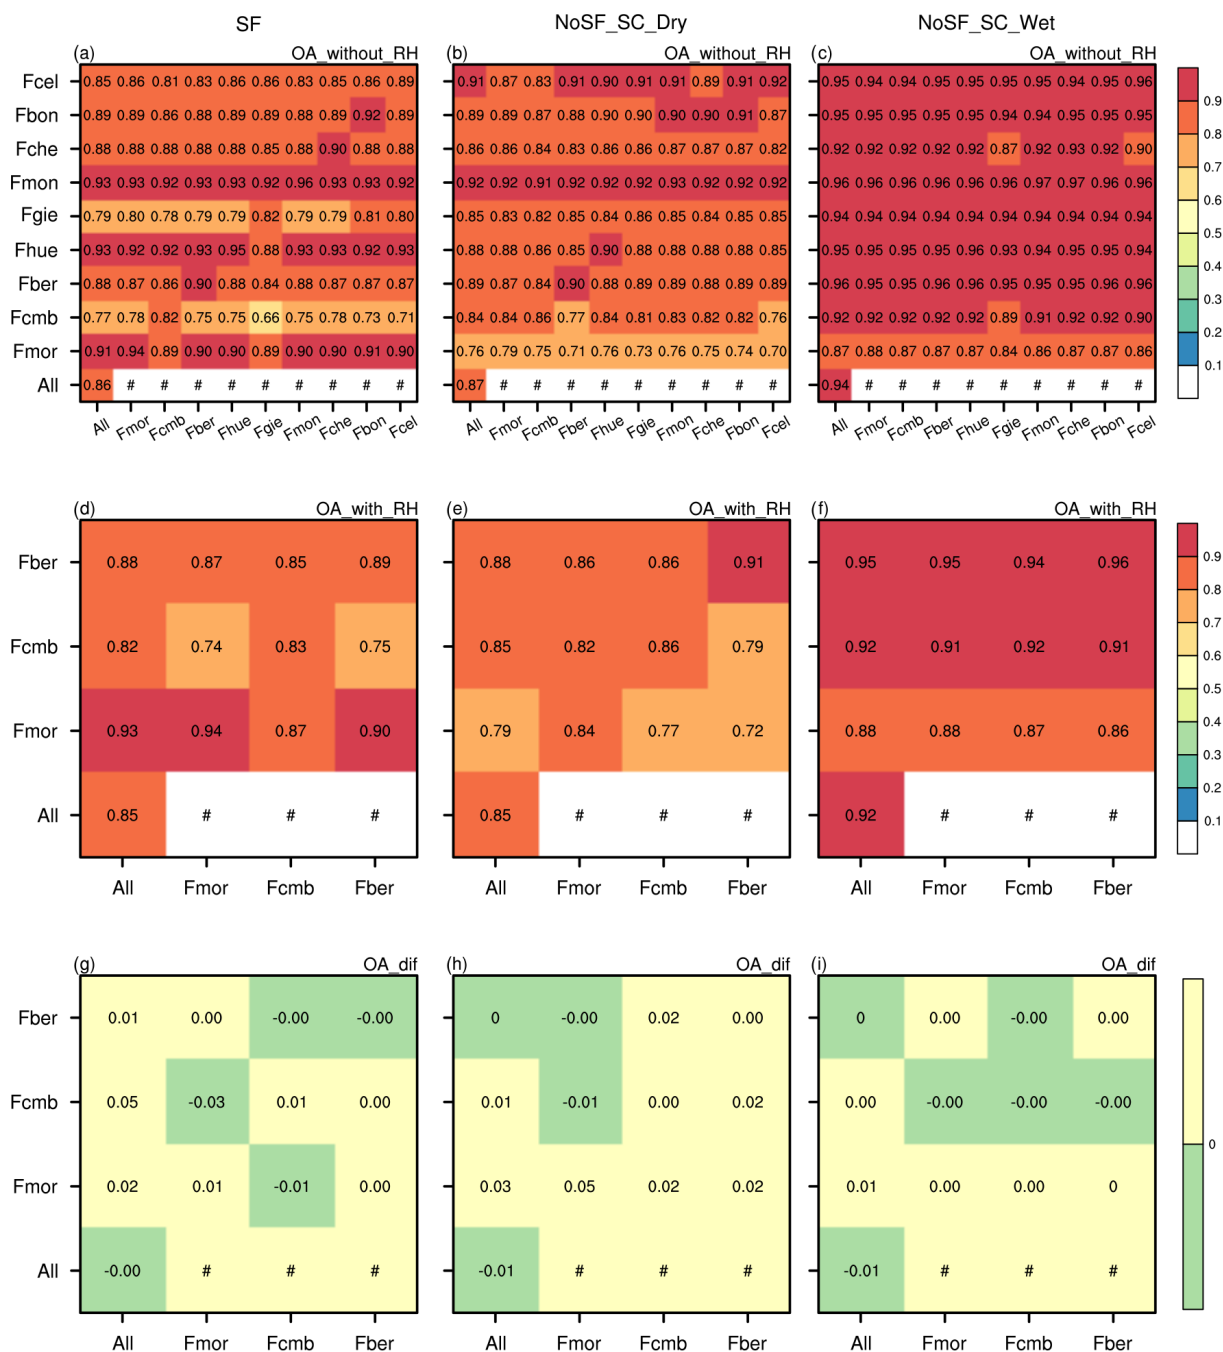 SF NoSF_SC_Dry NoSF_SC_Wet
(a) OA_without_RH (b) OA_without_RH (c) OA_without_RH
Fcel 0.85 0.86 0.81 0.83 0.86 0.86 0.83 0.85 0.86 0.89 0.91 0.87 0.83 0.91 0.90 0.91 0.91 0.89 0.91 0.92 0.95 0.94 0.94 0.95 0.95 0.95 0.95 0.94 0.95 0.96 0.9
Fbon 0.89 0.89 0.86 0.88 0.89 0.89 0.88 0.89 0.92 0.89 0.89 0.89 0.87 0.88 0.90 0.90 0.90 0.90 0.91 0.87 0.95 0.95 0.95 0.95 0.95 0.94 0.94 0.95 0.95 0.95 0.8
Fche 0.88 0.88 0.88 0.88 0.88 0.85 0.88 0.90 0.88 0.88 0.86 0.86 0.84 0.83 0.86 0.86 0.87 0.87 0.87 0.82 0.92 0.92 0.92 0.92 0.92 0.87 0.92 0.93 0.92 0.90 0.7
Fmon 0.93 0.93 0.92 0.93 0.93 0.92 0.96 0.93 0.93 0.92 0.92 0.92 0.91 0.92 0.92 0.92 0.93 0.92 0.92 0.92 0.96 0.96 0.96 0.96 0.96 0.96 0.97 0.97 0.96 0.96 0.6
Fgie 0.79 0.80 0.78 0.79 0.79 0.82 0.79 0.79 0.81 0.80 0.85 0.83 0.82 0.85 0.84 0.86 0.85 0.84 0.85 0.85 0.94 0.94 0.94 0.94 0.94 0.94 0.94 0.94 0.94 0.94 0.5
Fhue 0.93 0.92 0.92 0.93 0.95 0.88 0.93 0.93 0.92 0.93 0.88 0.88 0.86 0.85 0.90 0.88 0.88 0.88 0.88 0.85 0.95 0.95 0.95 0.96 0.96 0.93 0.94 0.95 0.95 0.94 0.4
Fber 0.88 0.87 0.86 0.90 0.88 0.84 0.88 0.87 0.87 0.87 0.89 0.87 0.84 0.90 0.88 0.89 0.89 0.88 0.88 0.89 0.96 0.95 0.95 0.96 0.96 0.95 0.95 0.95 0.95 0.96 0.3
Fcmb 0.77 0.78 0.82 0.75 0.75 0.66 0.75 0.78 0.73 0.71 0.84 0.84 0.86 0.77 0.84 0.81 0.83 0.82 0.82 0.76 0.92 0.92 0.92 0.92 0.92 0.89 0.91 0.92 0.92 0.90 0.2
Fmor 0.91 0.94 0.89 0.90 0.90 0.89 0.90 0.90 0.91 0.90 0.76 0.79 0.75 0.71 0.76 0.73 0.76 0.75 0.74 0.70 0.87 0.88 0.87 0.87 0.87 0.84 0.86 0.87 0.87 0.86 0.1
All 0.86 # # # # # # # # # 0.87 # # # # # # # # # 0.94 # # # # # # # # #
All Fmor Fcmb Fber Fhue Fgie Fmon Fche Fbon Fcel All Fmor Fcmb Fber Fhue Fgie Fmon Fche Fbon Fcel All Fmor Fcmb Fber Fhue Fgie Fmon Fche Fbon Fcel
(d) OA_with_RH (e) OA_with_RH (f) OA_with_RH
0.9
Fber 0.88 0.87 0.85 0.89 0.88 0.86 0.86 0.91 0.95 0.95 0.94 0.96
0.8
0.7
Fcmb 0.82 0.74 0.83 0.75 0.85 0.82 0.86 0.79 0.92 0.91 0.92 0.91
0.6
0.5
0.4
Fmor 0.93 0.94 0.87 0.90 0.79 0.84 0.77 0.72 0.88 0.88 0.87 0.86
0.3
0.2
All 0.85 # # # 0.85 # # # 0.92 # # #
0.1
All Fmor Fcmb Fber All Fmor Fcmb Fber All Fmor Fcmb Fber
(g) OA_dif (h) OA_dif (i) OA_dif
Fber 0.01 0.00 -0.00 -0.00 0 -0.00 0.02 0.00 0 0.00 -0.00 0.00
Fcmb 0.05 -0.03 0.01 0.00 0.01 -0.01 0.00 0.02 0.00 -0.00 -0.00 -0.00
0
Fmor 0.02 0.01 -0.01 0.00 0.03 0.05 0.02 0.02 0.01 0.00 0.00 0
All -0.00 # # # -0.01 # # # -0.01 # # #
All Fmor Fcmb Fber All Fmor Fcmb Fber All Fmor Fcmb Fber